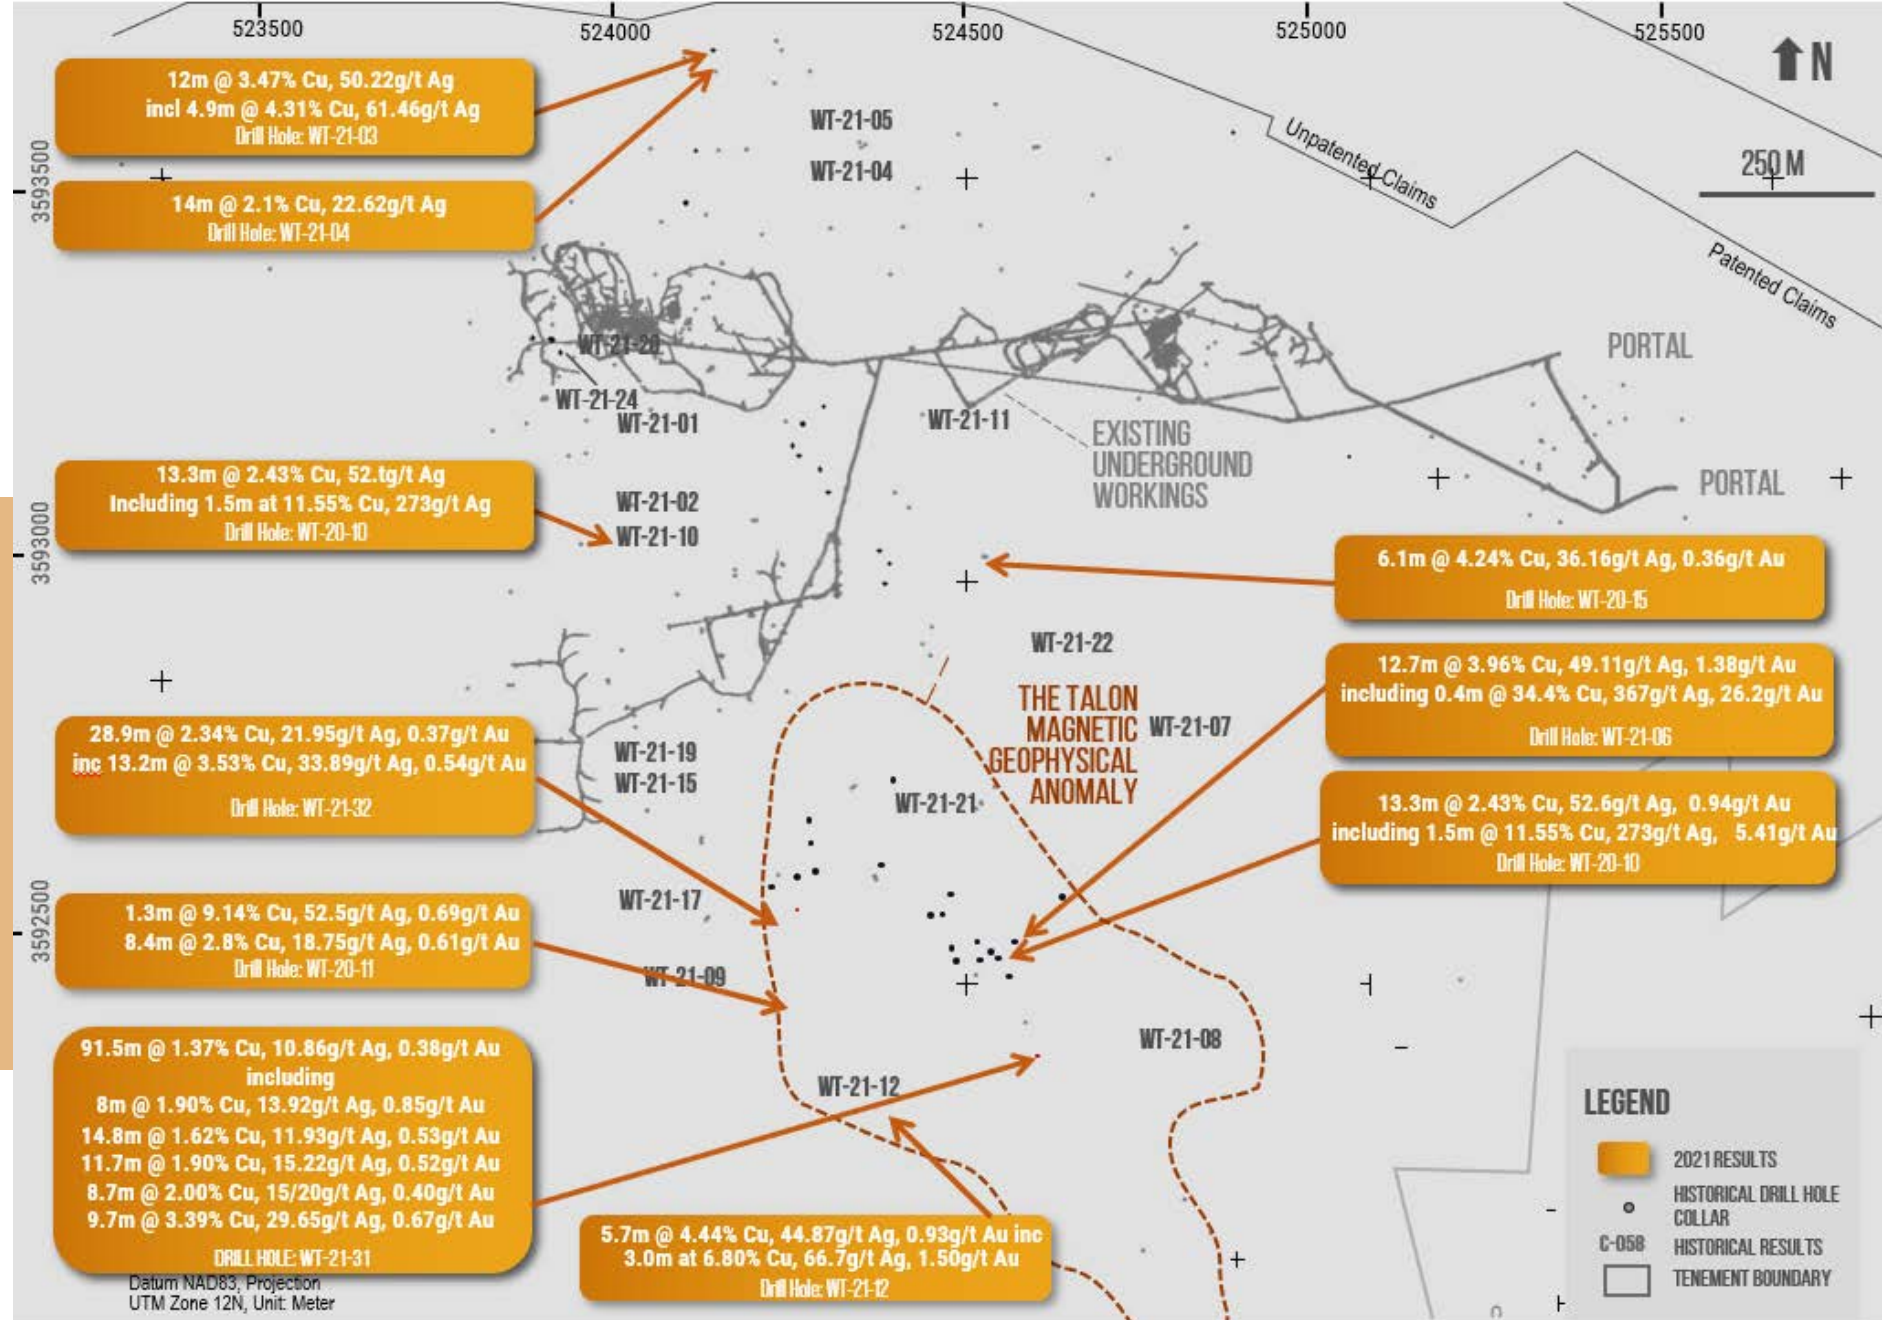 523500
524000
524500
525000
525500
N
12m @ 3.47% Cu, 50.22g/t Ag
incl 4.9m @ 4.31% Cu, 61.46g/t Ag
Drill Hole: WT-21-03
WT-21-05
Unpatented Claims
250 M
3593500
WT-21-04
14m @ 2.1% Cu, 22.62g/t Ag
Drill Hole: WT-21-04
Patented Claims
WT-21-20
PORTAL
WT-21-24
WT-21-01
WT-21-11
EXISTING
UNDERGROUND
WORKINGS
PORTAL
13.3m @ 2.43% Cu, 52.tg/t Ag
Including 1.5m at 11.55% Cu, 273g/t Ag
Drill Hole: WT-20-10
WT-21-02
WT-21-10
3593000
6.1m @ 4.24% Cu, 36.16g/t Ag, 0.36g/t Au
Drill Hole: WT-20-15
WT-21-22
12.7m @ 3.96% Cu, 49.11g/t Ag, 1.38g/t Au
including 0.4m @ 34.4% Cu, 367g/t Ag, 26.2g/t Au
Drill Hole: WT-21-06
THE TALON
MAGNETIC
GEOPHYSICAL
ANOMALY
WT-21-07
28.9m @ 2.34% Cu, 21.95g/t Ag, 0.37g/t Au
inc 13.2m @ 3.53% Cu, 33.89g/t Ag, 0.54g/t Au
Drill Hole: WT-21-32
WT-21-19
WT-21-15
WT-21-21
13.3m @ 2.43% Cu, 52.6g/t Ag, 0.94g/t Au
including 1.5m @ 11.55% Cu, 273g/t Ag, 5.41g/t Au
Drill Hole: WT-20-10
3592500
WT-21-17
1.3m @ 9.14% Cu, 52.5g/t Ag, 0.69g/t Au
8.4m @ 2.8% Cu, 18.75g/t Ag, 0.61g/t Au
Drill Hole: WT-20-11
WT-21-09
WT-21-08
WT-21-12
91.5m @ 1.37% Cu, 10.86g/t Ag, 0.38g/t Au
including
8m @ 1.90% Cu, 13.92g/t Ag, 0.85g/t Au
14.8m @ 1.62% Cu, 11.93g/t Ag, 0.53g/t Au
11.7m @ 1.90% Cu, 15.22g/t Ag, 0.52g/t Au
8.7m @ 2.00% Cu, 15/20g/t Ag, 0.40g/t Au
9.7m @ 3.39% Cu, 29.65g/t Ag, 0.67g/t Au
DRILL HOLE: WT-21-31
5.7m @ 4.44% Cu, 44.87g/t Ag, 0.93g/t Au inc
3.0m at 6.80% Cu, 66.7g/t Ag, 1.50g/t Au
Drill Hole: WT-21-12
LEGEND
2021 RESULTS
HISTORICAL DRILL HOLE
COLLAR
C-058 HISTORICAL RESULTS
TENEMENT BOUNDARY
Datum NAD83, Projection
UTM Zone 12N, Unit: Meter